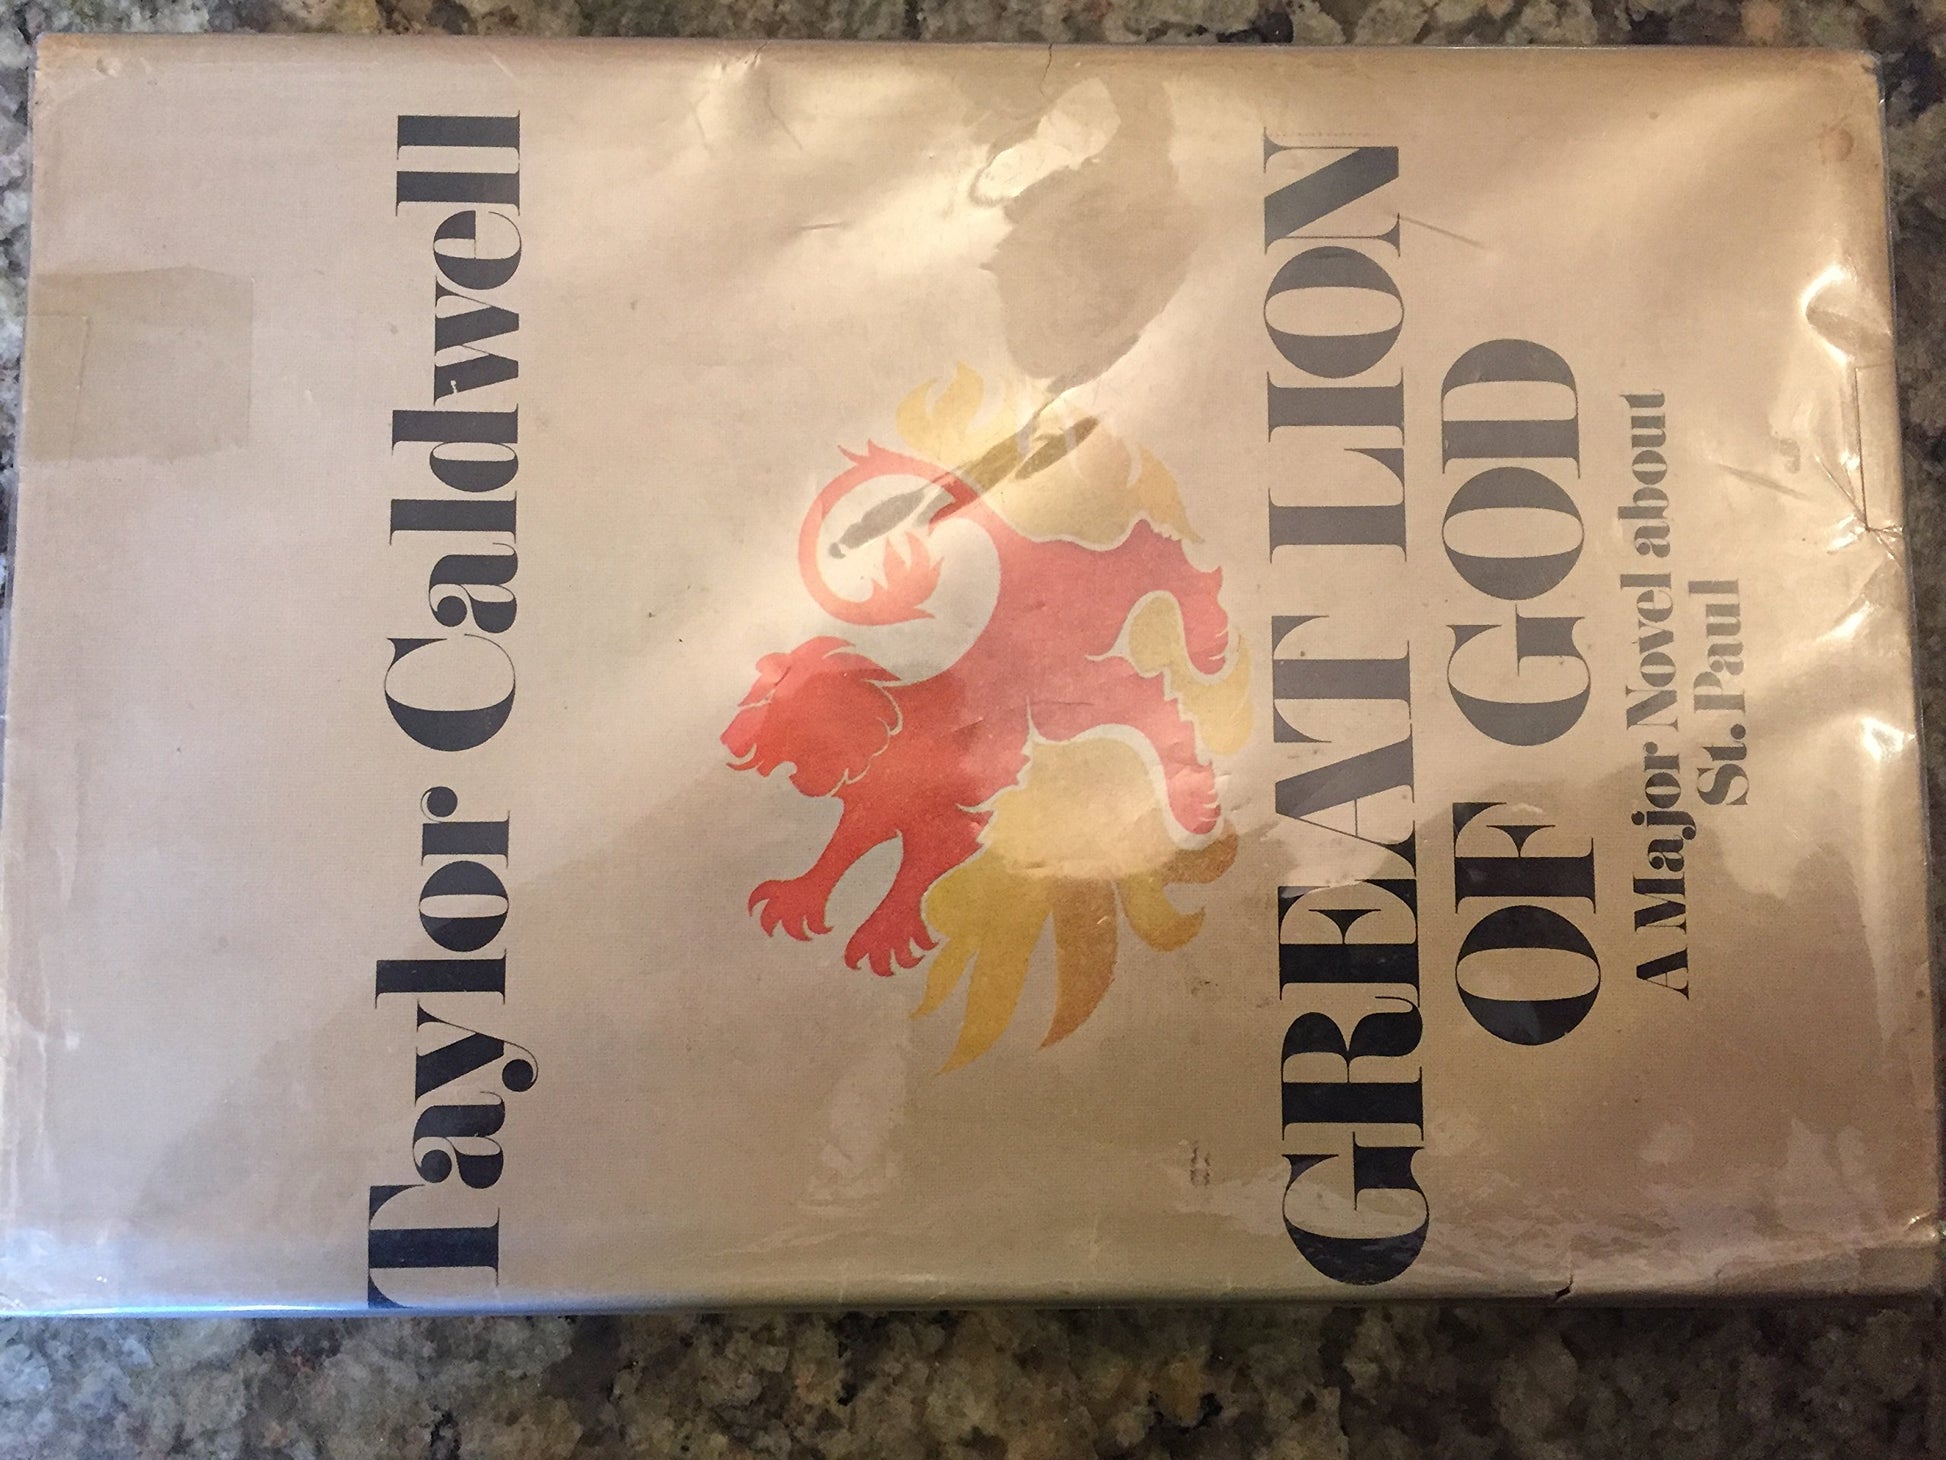 Taylor Caldwell
GREAT LION
OF GOD
A Major Novel about
St. Paul